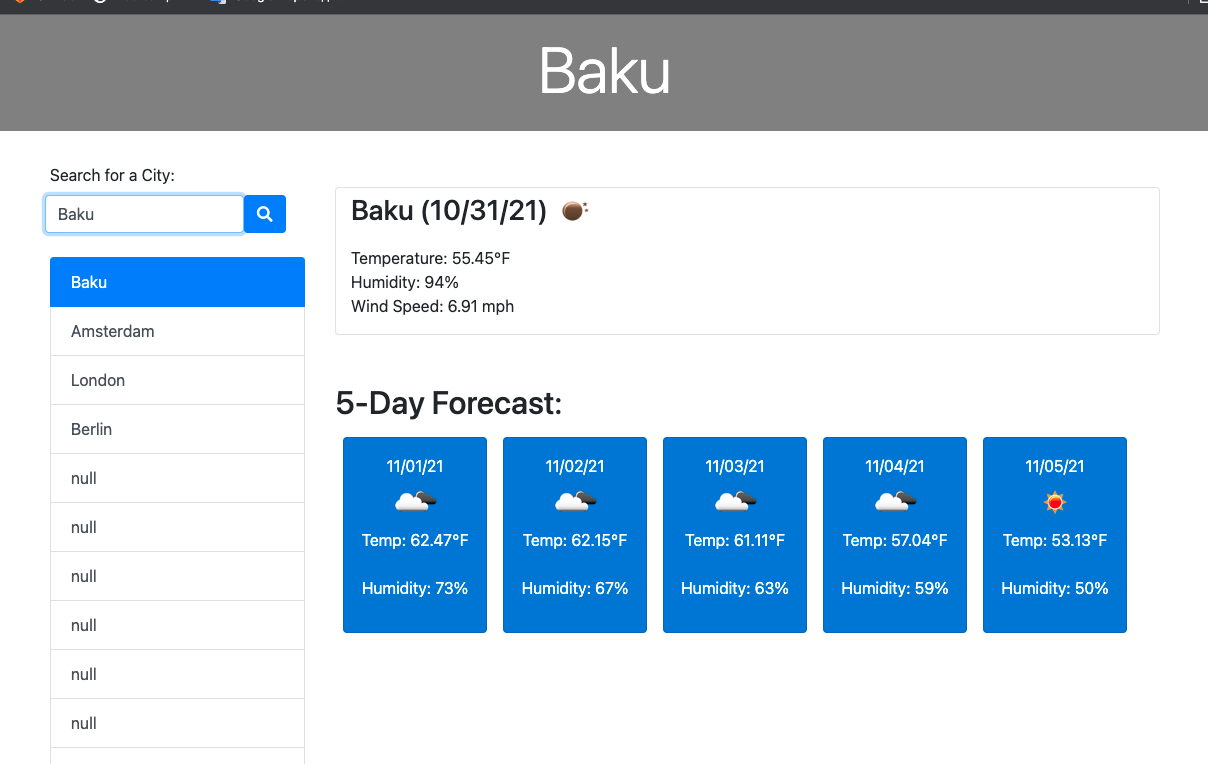 Baku
Search for a City:
Baku
Baku
Amsterdam
London
Berlin
null
null
null
null
null
null
Baku (10/31/21)
Temperature: 55.45°F
Humidity: 94%
Wind Speed: 6.91 mph
5-Day Forecast:
11/01/21
Temp: 62.47°F
Humidity: 73%
11/02/21
Temp: 62.15°F
Humidity: 67%
11/03/21
Temp: 61.11°F
Humidity: 63%
11/04/21
Temp: 57.04°F
Humidity: 59%
11/05/21
Temp: 53.13°F
Humidity: 50%